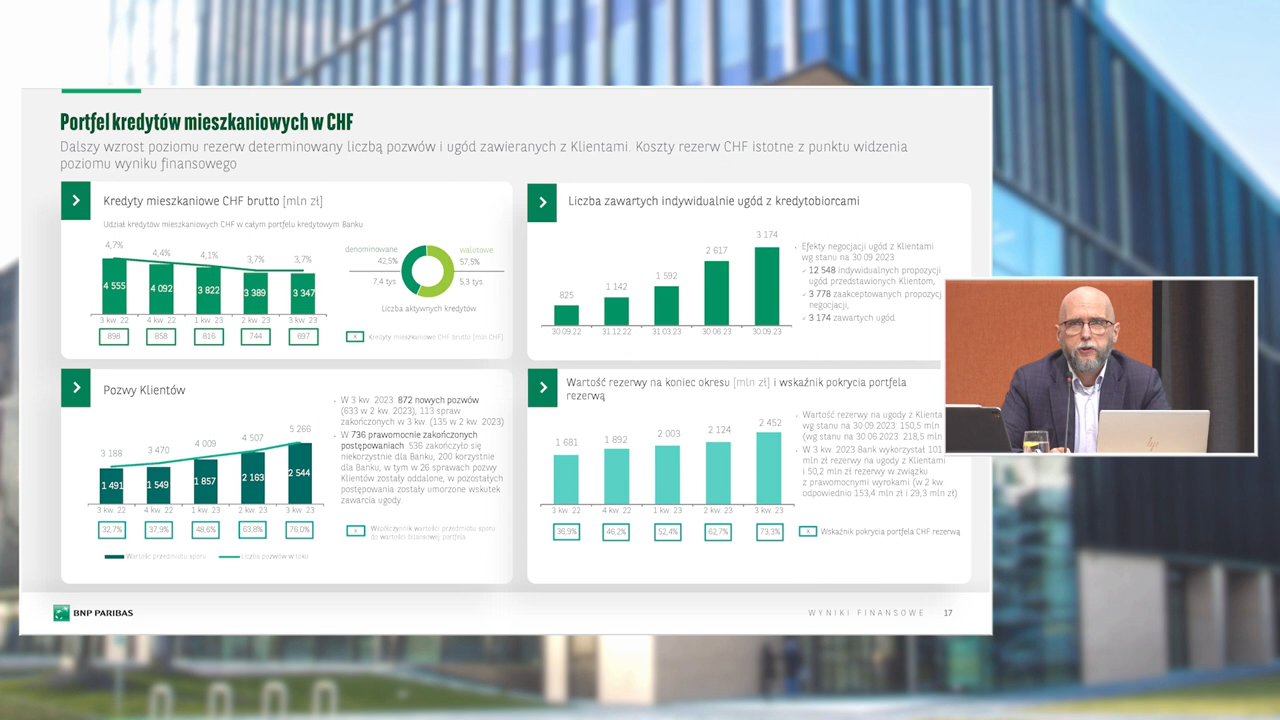 Portfel kredytów mieszkaniowych w CHF
Dalszy wzrost poziomu rezerw determinowany liczbą pozwów i ugód zawieranych z Klientami. Koszty rezerw CHF istotne z punktu widzenia
poziomu wyniku finansowego
Kredyty mieszkaniowe CHF brutto [mln zł]
Udział kredytów mieszkaniowych CHF w całym portfelu kredytowym Banku
4,7% 4,4% 4,1% 3,7% 3,7%
4 555 4 092 3 822 3 389 3 347
3 kw. 22 4 kw. 22 1 kw. 23 2 kw. 23 3 kw. 23
898 858 816 744 697
denominowane walutowe
42,5% 57,5%
7,4 tys 5,3 tys
Liczba aktywnych kredytów
x Kredyty mieszkaniowe CHF brutto [mln CHF]
Liczba zawartych indywidualnie ugód z kredytobiorcami
825 1 142 1 592 2 617 3 174
30.09.22 31.12.22 31.03.23 30.06.23 30.09.23
Efekty negocjacji ugód z Klientami
wg stanu na 30.09.2023:
12 548 indywidualnych propozycji
ugód przedstawionych Klientom,
3 778 zaakceptowanych propozycj
negocjacji,
3 174 zawartych ugód.
Pozwy Klientów
3 188 3 470 4 009 4 507 5 266
1 491 1 549 1 857 2 163 2 544
3 kw. 22 4 kw. 22 1 kw. 23 2 kw. 23 3 kw. 23
32,7% 37,9% 48,6% 63,8% 76,0%
Wartość przedmiotu sporu Liczba pozwów w toku
W 3 kw. 2023: 872 nowych pozwów
(633 w 2 kw. 2023), 113 spraw
zakończonych w 3 kw. (135 w 2 kw. 2023)
W 736 prawomocnie zakończonych
postępowaniach: 536 zakończyło się
niekorzystnie dla Banku, 200 korzystnie
dla Banku, w tym w 26 sprawach pozwy
Klientów zostały oddalone, w pozostałych
postępowania zostały umorzone wskutek
zawarcia ugody.
x Współczynnik wartości przedmiotu sporu
do wartości bilansowej portfela
Wartość rezerwy na koniec okresu [mln zł] i wskaźnik pokrycia portfela
rezerwą
1 681 1 892 2 003 2 124 2 452
3 kw. 22 4 kw. 22 1 kw. 23 2 kw. 23 3 kw. 23
36,9% 46,2% 52,4% 62,7% 73,3%
Wartość rezerwy na ugody z Klienta
wg stanu na 30.09.2023: 150,5 mln
(wg stanu na 30.06.2023: 218,5 mln
W 3 kw. 2023 Bank wykorzystał 101
mln zł rezerwy na ugody z Klientami
i 50,2 mln zł rezerwy w związku
z prawomocnymi wyrokami (w 2 kw.
odpowiednio 153,4 mln zł i 29,3 mln zł)
x Wskaźnik pokrycia portfela CHF rezerwą
BNP PARIBAS
WYNIKI FINANSOWE 17
hp